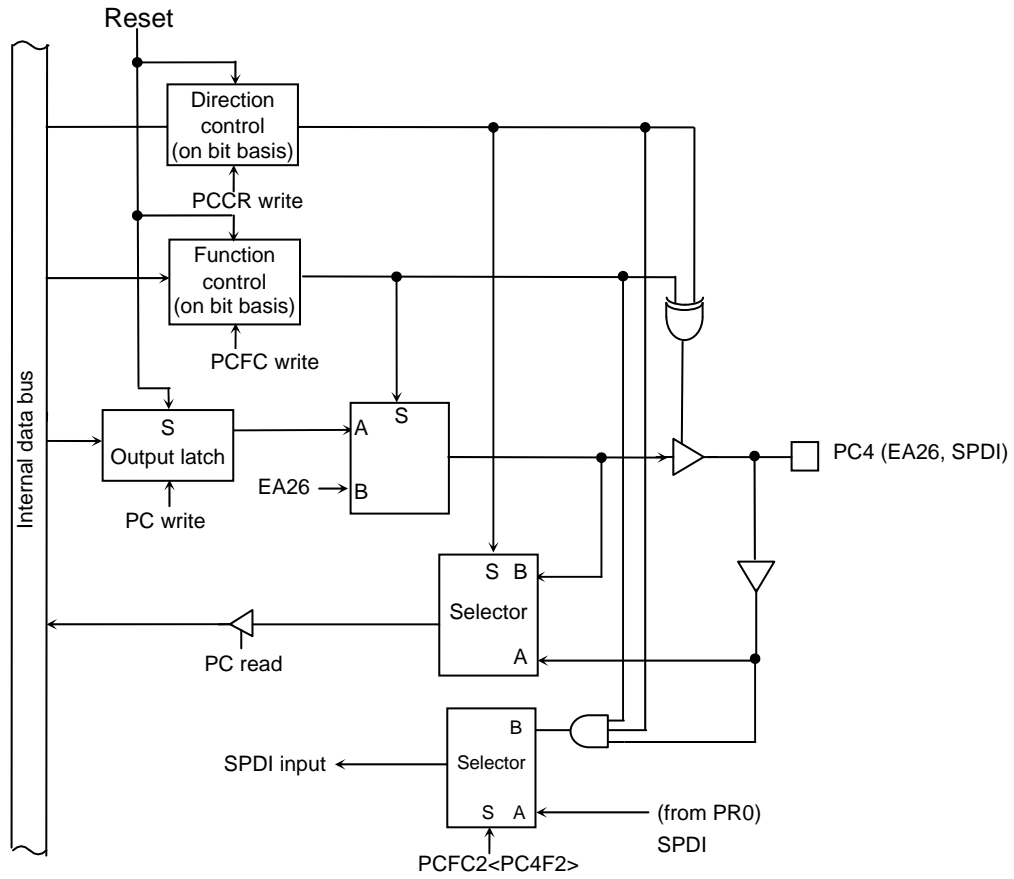 Reset
Direction
control
(on bit basis)
PCCR write
Function
control
(on bit basis)
PCFC write
Internal data bus
S
Output latch
PC write
S
A
EA26
B
PC4 (EA26, SPDI)
S B
Selector
A
PC read
B
Selector
S A
SPDI input
(from PR0)
SPDI
PCFC2<PC4F2>